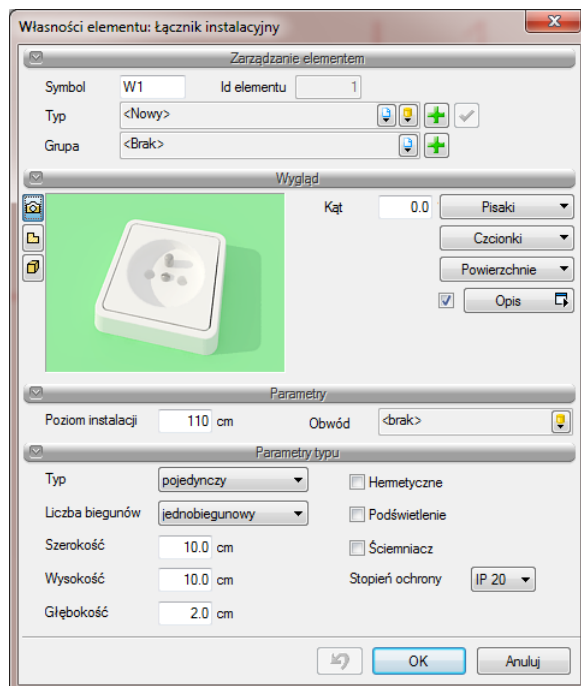 Własności elementu: Łącznik instalacyjny
Zarządzanie elementem
Symbol W1 Id elementu 1
Typ <Nowy>
Grupa <Brak>
Wygląd
Kąt 0.0 Pisaki
Czcionki
Powierzchnie
Opis
Parametry
Poziom instalacji 110 cm Obwód <brak>
Parametry typu
Typ pojedynczy Hermetyczne
Liczba biegunów jednobiegunowy Podświetlenie
Szerokość 10.0 cm Ściemniacz
Wysokość 10.0 cm Stopień ochrony IP 20
Głębokość 2.0 cm
OK Anuluj